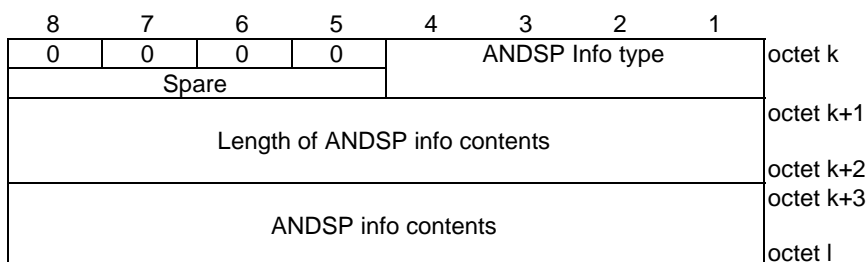 8 7 6 5 4 3 2 1
0 0 0 0 ANDSP Info type octet k
Spare
octet k+1
Length of ANDSP info contents
octet k+2
octet k+3
ANDSP info contents
octet l